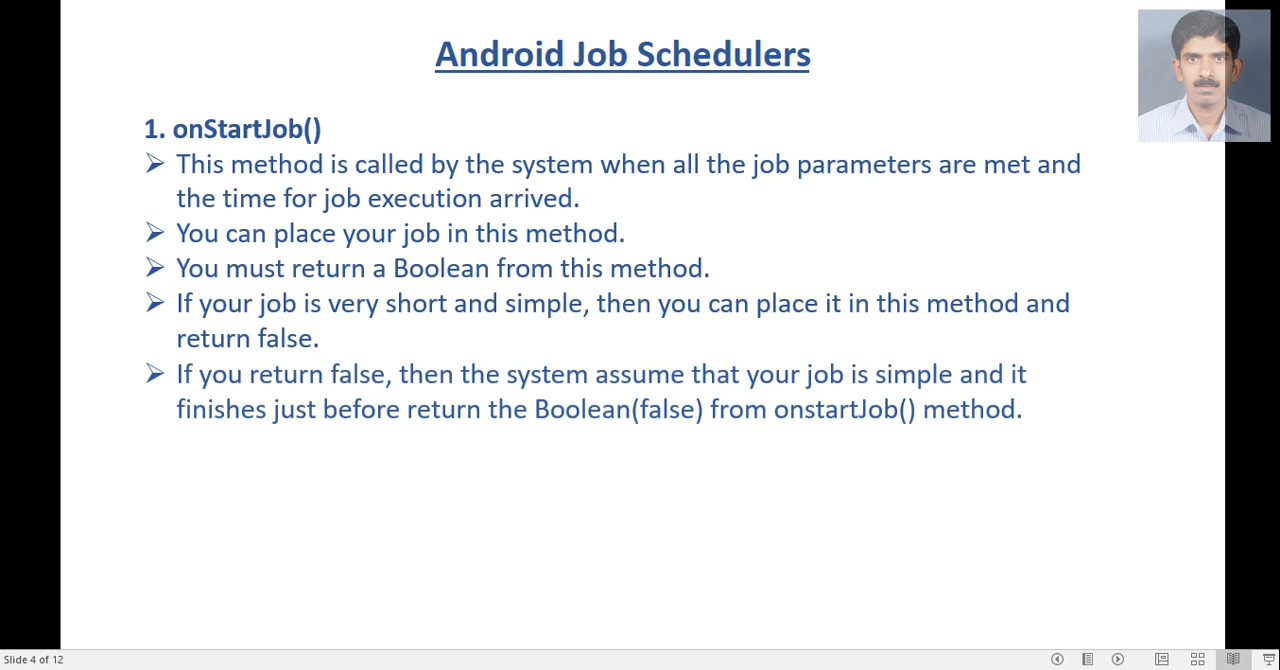 Android Job Schedulers
1. onStartJob()
➢ This method is called by the system when all the job parameters are met and
the time for job execution arrived.
➢ You can place your job in this method.
➢ You must return a Boolean from this method.
➢ If your job is very short and simple, then you can place it in this method and
return false.
➢ If you return false, then the system assume that your job is simple and it
finishes just before return the Boolean(false) from onstartJob() method.
Slide 4 of 12